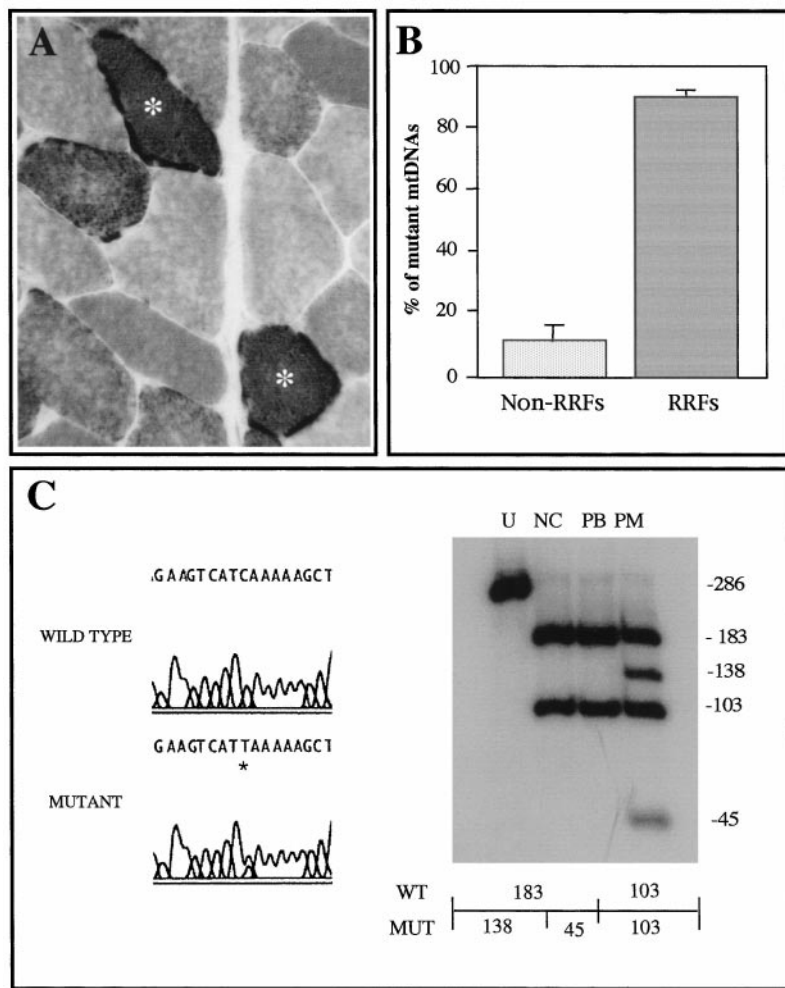 A
*
*
B
% of mutant mtDNAs
100
80
60
40
20
0
Non-RRFs RRFs
C
GAAGTCATCAAAAAGCT
WILD TYPE
GAAGTCATTAAAAAGCT
*
MUTANT
U NC PB PM
-286
- 183
-138
-103
-45
WT 183 103
MUT 138 45 103